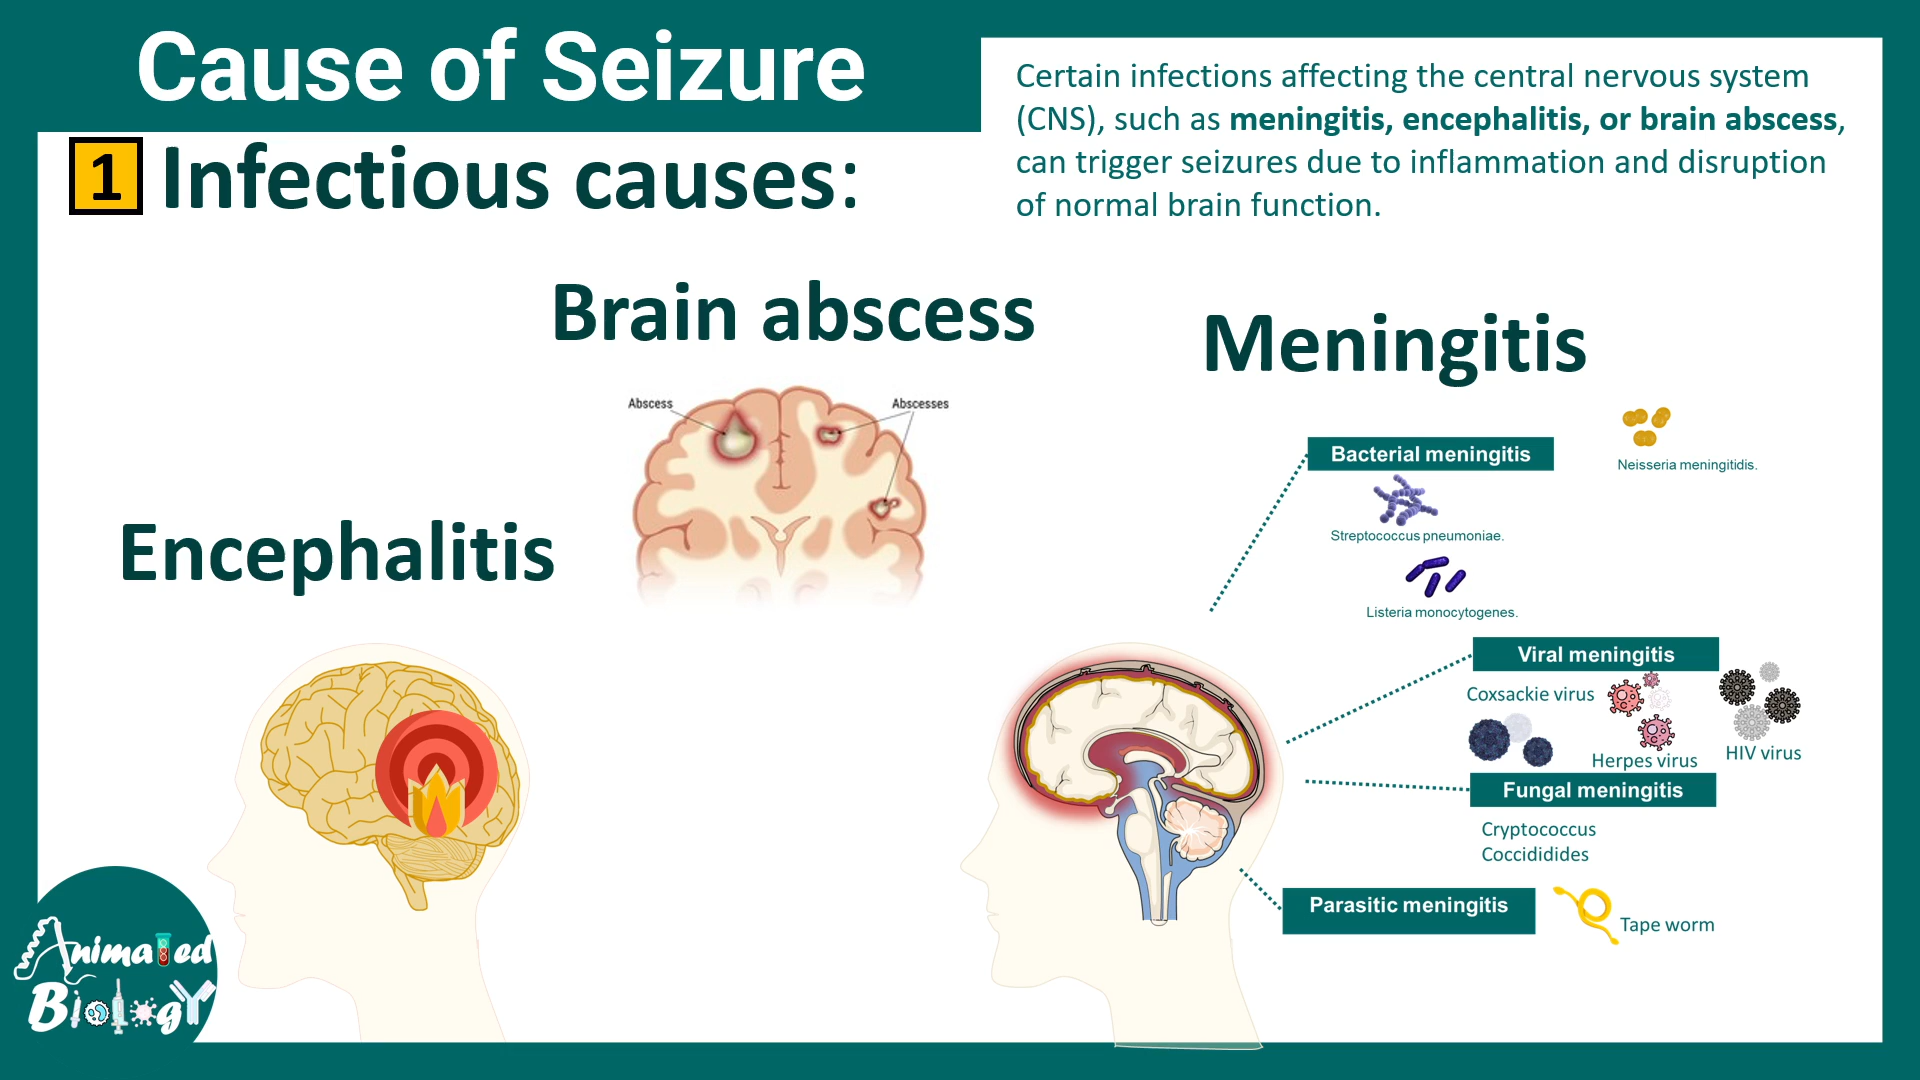 Cause of Seizure
1 Infectious causes:
Certain infections affecting the central nervous system
(CNS), such as meningitis, encephalitis, or brain abscess,
can trigger seizures due to inflammation and disruption
of normal brain function.
Brain abscess
Abscess
Abscesses
Encephalitis
Meningitis
Bacterial meningitis
Neisseria meningitidis.
Streptococcus pneumoniae.
Listeria monocytogenes.
Viral meningitis
Coxsackie virus
Herpes virus
HIV virus
Fungal meningitis
Cryptococcus
Coccididides
Parasitic meningitis
Tape worm
Animated
Biology